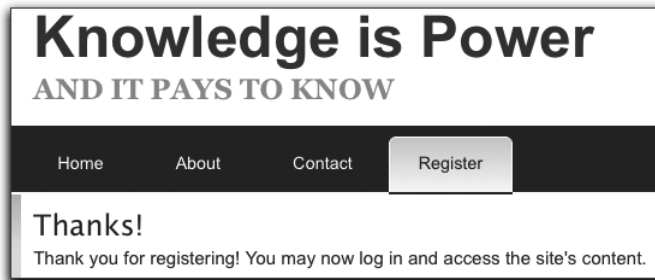 Knowledge is Power
AND IT PAYS TO KNOW
Home About Contact Register
Thanks!
Thank you for registering! You may now log in and access the site's content.